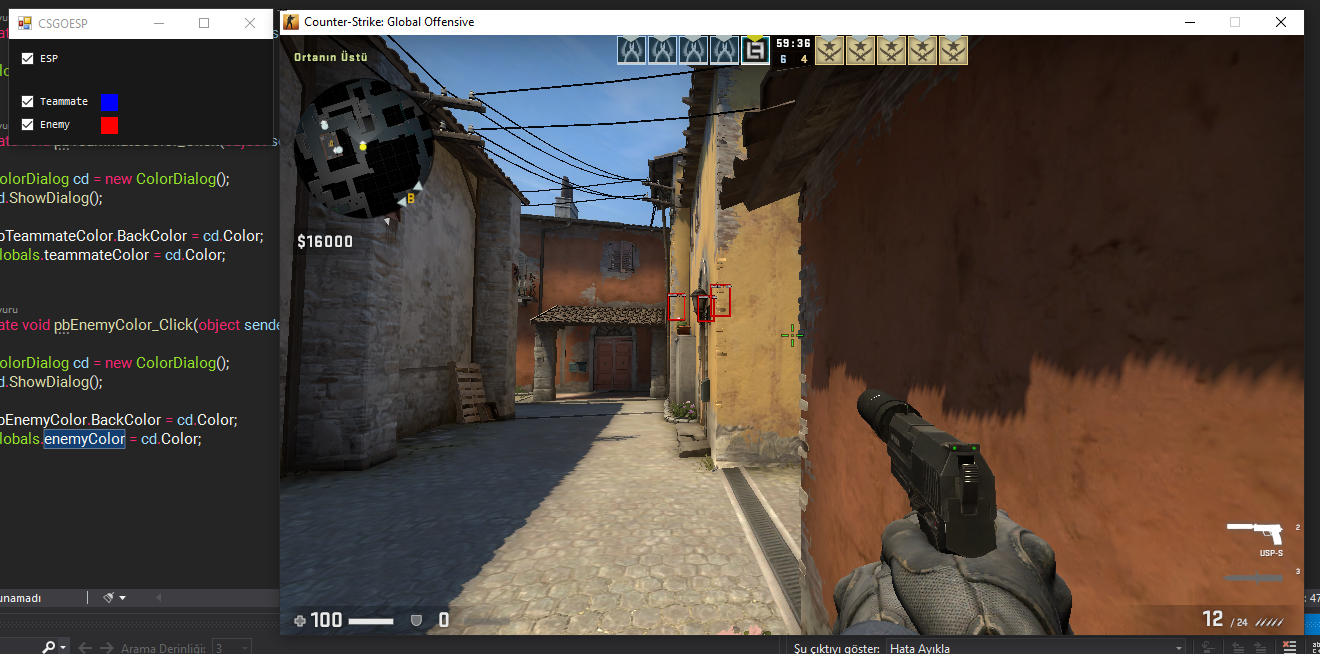 CSGOESP
ESP
Teammate
Enemy
olorDialog cd = new ColorDialog();
d.ShowDialog();
bTeammateColor.BackColor = cd.Color;
lobals.teammateColor = cd.Color;
ate void pbEnemyColor_Click(object sende
olorDialog cd = new ColorDialog();
d.ShowDialog();
bEnemyColor.BackColor = cd.Color;
lobals.enemyColor = cd.Color;
unamadı
Arama Derinliği: 3
Counter-Strike: Global Offensive
Ortanın Üstü
59:36
6 4
B
$16000
2
USP-S
3
100
0
12 / 24
: 47
Şu çıktıyı göster: Hata Ayıkla